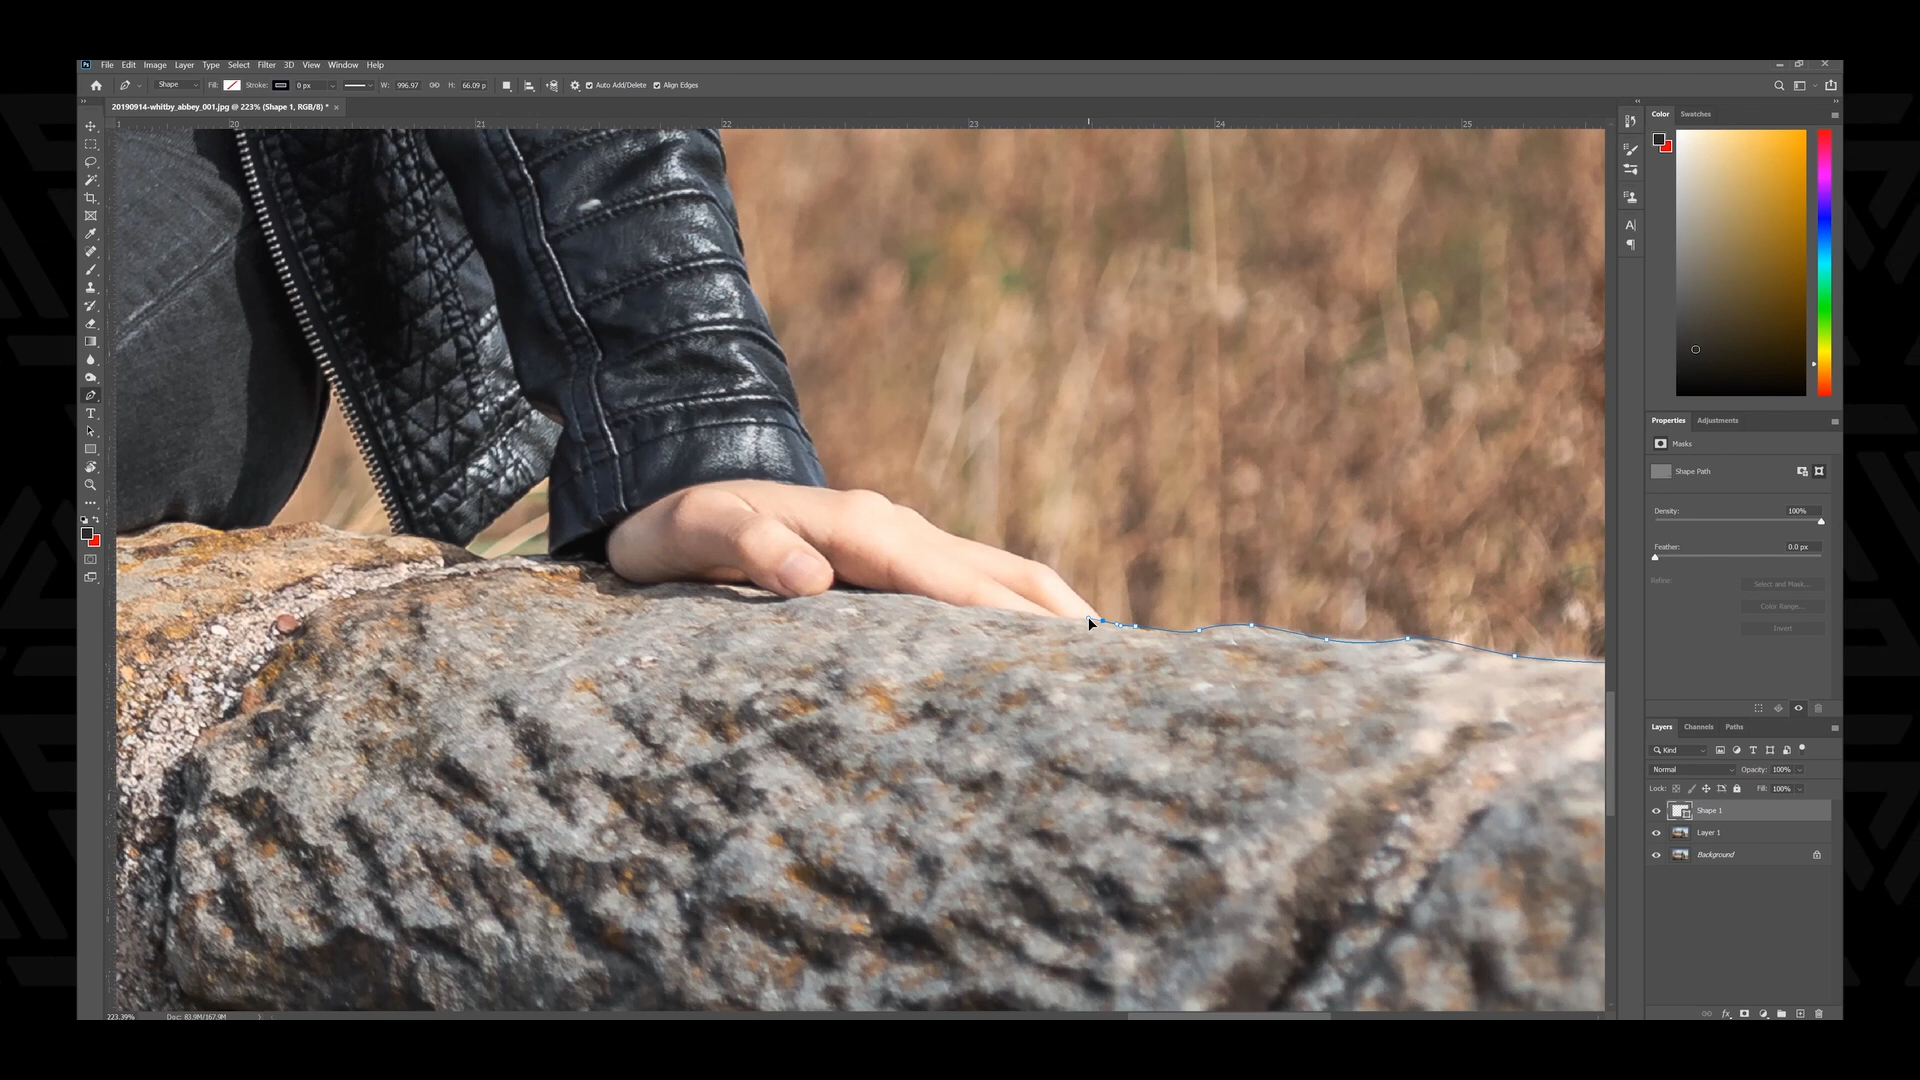 Ps File Edit Image Layer Type Select Filter 3D View Window Help
Shape Fill: Stroke: 0 px W: 996.97 H: 66.09 p Auto Add/Delete Align Edges
20190914-whitby_abbey_001.jpg @ 223% (Shape 1, RGB/8) * ×
20 21 22 23 24 25
Color Swatches
Properties Adjustments
Masks
Shape Path
Density: 100%
Feather: 0.0 px
Refine: Select and Mask...
Color Range...
Invert
Layers Channels Paths
Kind
Normal Opacity: 100%
Lock: Fill: 100%
Shape 1
Layer 1
Background
fx
223.39% Doc: 83.9M/167.9M